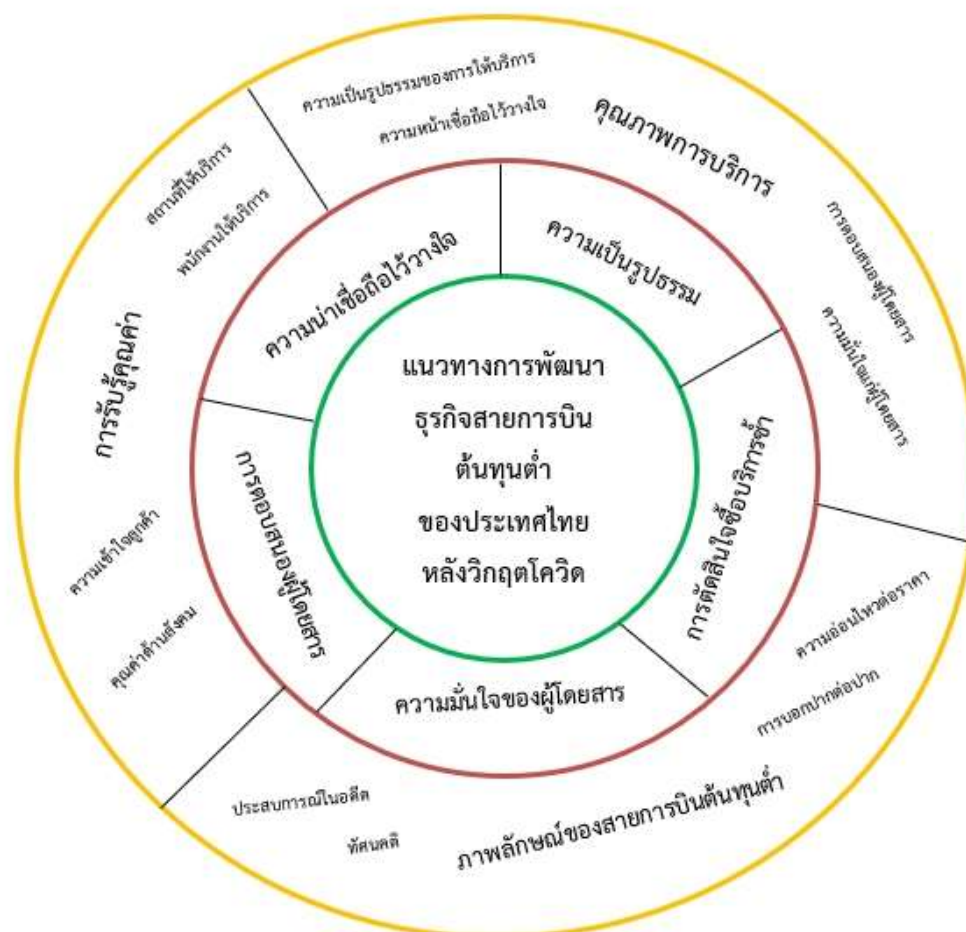 ความเป็นรูปธรรมของการให้บริการ
ความหน้าเชื่อถือไว้วางใจ
คุณภาพการบริการ
การตอบสนองผู้โดยสาร
ความมั่นใจแก่ผู้โดยสาร
สถานที่ให้บริการ
พนักงานให้บริการ
การรับรู้คุณค่า
ความเข้าใจลูกค้า
คุณค่าด้านสังคม
ความน่าเชื่อถือไว้วางใจ
ความเป็นรูปธรรม
การตอบสนองผู้โดยสาร
การตัดสินใจซื้อบริการซ้ำ
ความมั่นใจของผู้โดยสาร
แนวทางการพัฒนา
ธุรกิจสายการบิน
ต้นทุนต่ำ
ของประเทศไทย
หลังวิกฤตโควิด
ความอ่อนไหวต่อราคา
การบอกปากต่อปาก
ประสบการณ์ในอดีต
ทัศนคติ
ภาพลักษณ์ของสายการบินต้นทุนต่ำ